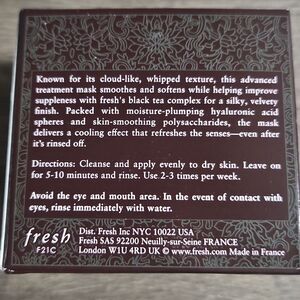 Known for its cloud-like, whipped texture, this advanced
treatment mask smoothes and softens while helping improve
suppleness with fresh's black tea complex for a silky, velvety
finish. Packed with moisture-plumping hyaluronic acid
spheres and skin-smoothing polysaccharides, the mask
delivers a cooling effect that refreshes the senses—even after
it's rinsed off.
Directions: Cleanse and apply evenly to dry skin. Leave on
for 5-10 minutes and rinse. Use 2-3 times per week.
Avoid the eye and mouth area. In the event of contact with
eyes, rinse immediately with water.
fresh
F21C
Dist. Fresh Inc NYC 10022 USA
Fresh SAS 92200 Neuilly-sur-Seine FRANCE
London W1U 4RD UK © www.fresh.com Made in France